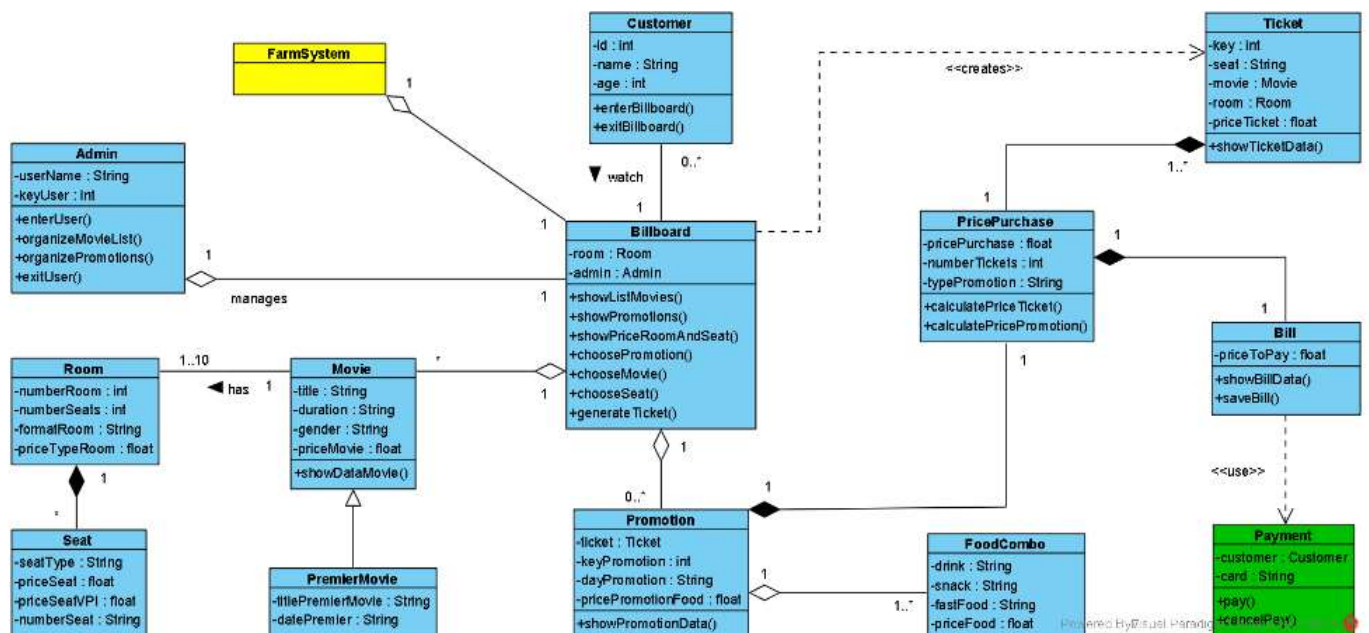 FarmSystem
1
Customer
-id : int
-name : String
-age : int
+enterBillboard()
+exitBillboard()
0..*
watch
1
1
Ticket
-key : int
-seat : String
-movie : Movie
-room : Room
-priceTicket : float
+showTicketData()
<<creates>>
1..*
1
Admin
-userName : String
-keyUser : int
+enterUser()
+organizeMovieList()
+organizePromotions()
+exitUser()
1
manages
1
Billboard
-room : Room
-admin : Admin
+showListMovies()
+showPromotions()
+showPriceRoomAndSeat()
+choosePromotion()
+chooseMovie()
+chooseSeat()
+generateTicket()
PricePurchase
-pricePurchase : float
-numberTickets : int
-typePromotion : String
+calculatePriceTicket()
+calculatePricePromotion()
1
1
1
Bill
-priceToPay : float
+showBillData()
+saveBill()
<<use>>
Room
-numberRoom : int
-numberSeats : int
-formatRoom : String
-priceTypeRoom : float
1..10
has
1
Movie
-title : String
-duration : String
-gender : String
-priceMovie : float
+showDataMovie()
*
1
1
*
Seat
-seatType : String
-priceSeat : float
-priceSeatVPI : float
-numberSeat : String
PremierMovie
-titlePremierMovie : String
-datePremier : String
1
0..*
Promotion
-ticket : Ticket
-keyPromotion : int
-dayPromotion : String
-pricePromotionFood : float
+showPromotionData()
1
1
1..*
FoodCombo
-drink : String
-snack : String
-fastFood : String
-priceFood : float
Payment
-customer : Customer
-card : String
+pay()
+cancelPay()
Powered By Visual Paradig